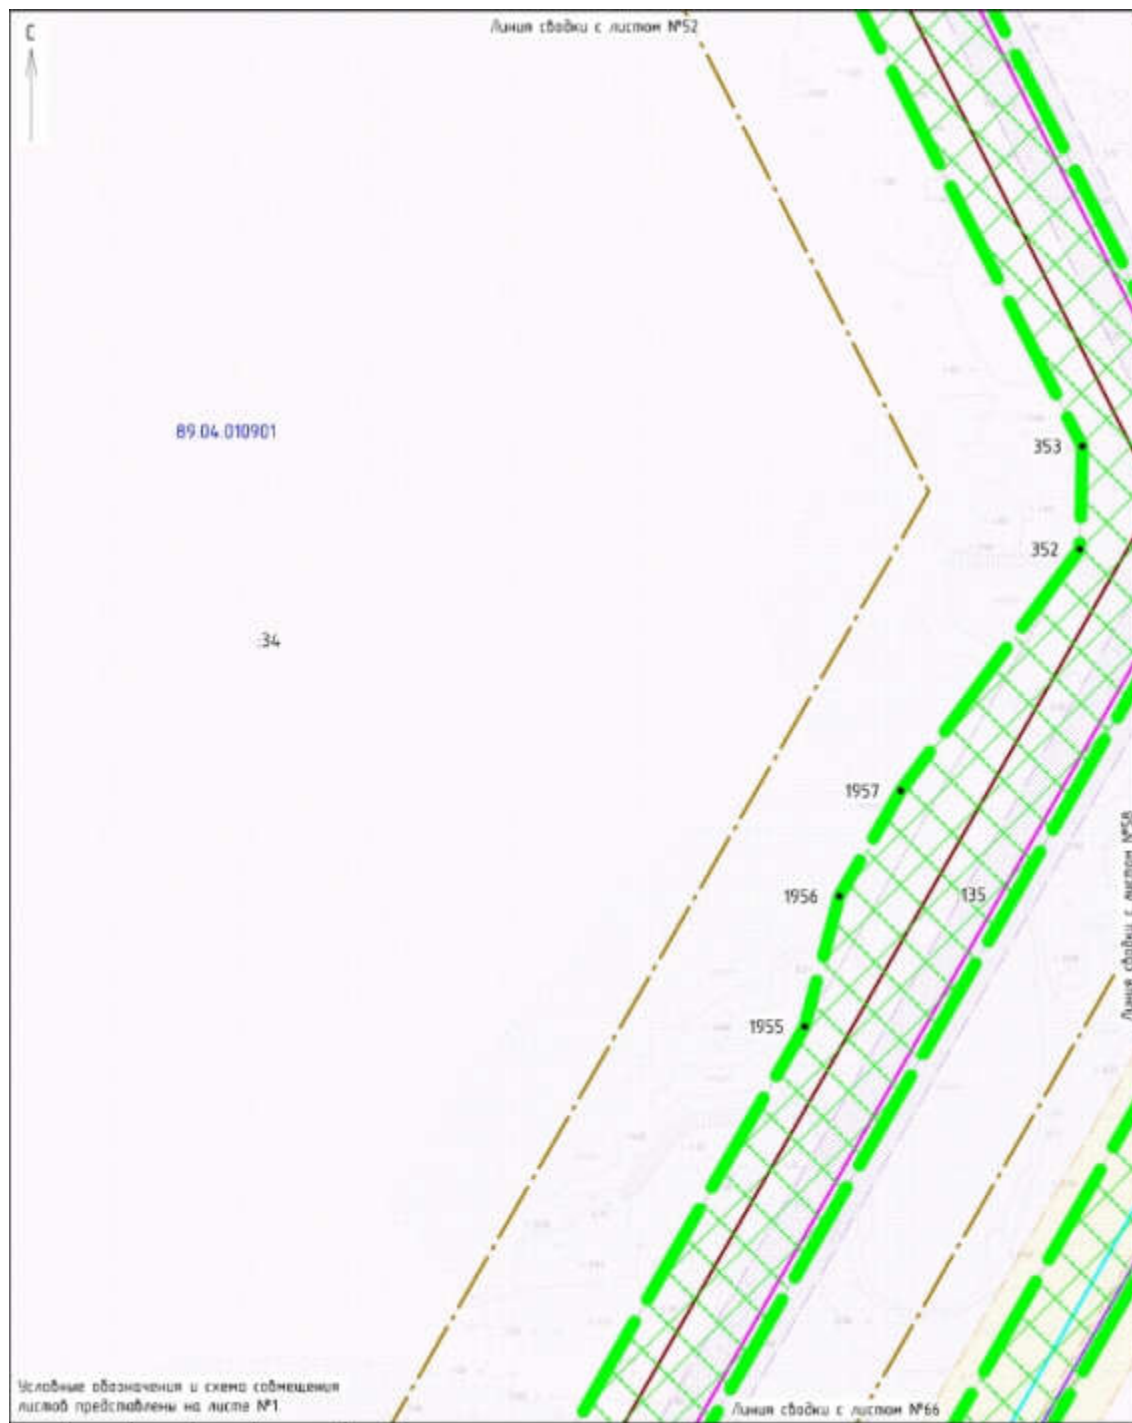 Линия сводки с листом №52
С
89:04:010901
353
352
:34
1957
1956
135
1955
Линия сводки с листом №58
Условные обозначения и схема совмещения
листов представлены на листе №1
Линия сводки с листом №66